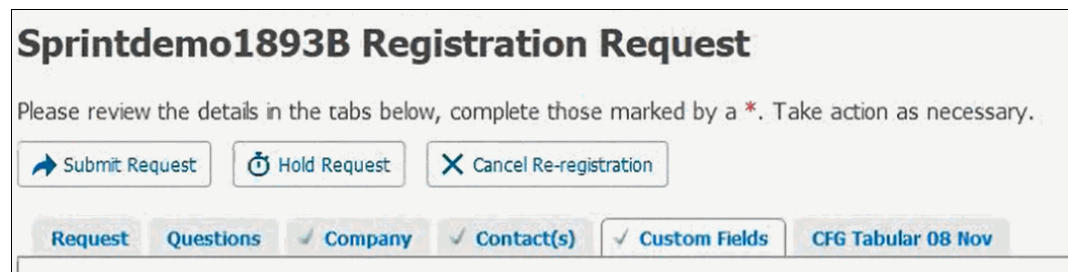 Sprintdemo1893B Registration Request
Please review the details in the tabs below, complete those marked by a *. Take action as necessary.
Submit Request Hold Request Cancel Re-registration
Request Questions Company Contact(s) Custom Fields CFG Tabular 08 Nov